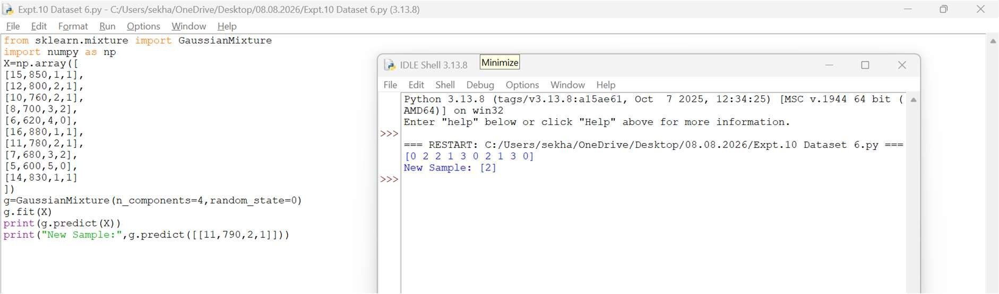 Expt.10 Dataset 6.py - C:/Users/sekha/OneDrive/Desktop/08.08.2026/Expt.10 Dataset 6.py (3.13.8)
File Edit Format Run Options Window Help
from sklearn.mixture import GaussianMixture
import numpy as np
X=np.array([
[15,850,1,1],
[12,800,2,1],
[10,760,2,1],
[8,700,3,2],
[6,620,4,0],
[16,880,1,1],
[11,780,2,1],
[7,680,3,2],
[5,600,5,0],
[14,830,1,1]
])
g=GaussianMixture(n_components=4,random_state=0)
g.fit(X)
print(g.predict(X))
print("New Sample:",g.predict([[11,790,2,1]]))
IDLE Shell 3.13.8
Minimize
File Edit Shell Debug Options Window Help
Python 3.13.8 (tags/v3.13.8:a15ae61, Oct  7 2025, 12:34:25) [MSC v.1944 64 bit (
AMD64)] on win32
Enter "help" below or click "Help" above for more information.
>>>
=== RESTART: C:/Users/sekha/OneDrive/Desktop/08.08.2026/Expt.10 Dataset 6.py ===
[0 2 2 1 3 0 2 1 3 0]
New Sample: [2]
>>>